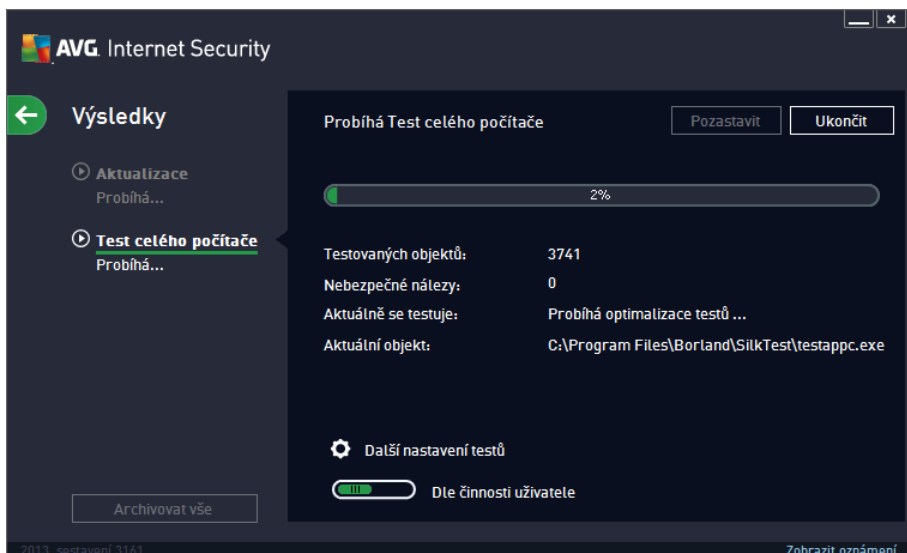 AVG. Internet Security
Výsledky
Aktualizace
Probíhá...
Test celého počítače
Probíhá...
Archivovat vše
Probíhá Test celého počítače
Pozastavit
Ukončit
2%
Testovaných objektů: 3741
Nebezpečné nálezy: 0
Aktuálně se testuje: Probíhá optimalizace testů ...
Aktuální objekt: C:\Program Files\Borland\SilkTest\testappc.exe
Další nastavení testů
Dle činnosti uživatele
2013 sestavení 3161
Zobrazit oznámení